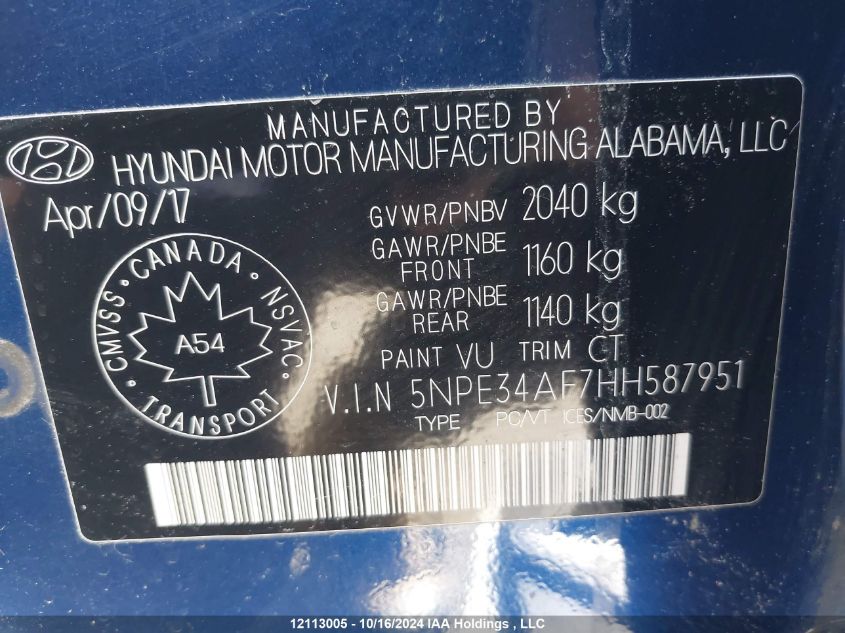 MANUFACTURED BY
HYUNDAI MOTOR MANUFACTURING ALABAMA, LLC
Apr/09/17
GVWR/PNBV 2040 kg
GAWR/PNBE FRONT 1160 kg
GAWR/PNBE REAR 1140 kg
CANADA
CMVSS · NSVAC
A54
TRANSPORT
PAINT VU TRIM CT
V.I.N 5NPE34AF7HH587951
TYPE PC/VT ICES/NMB-002
12113005 - 10/16/2024 IAA Holdings , LLC